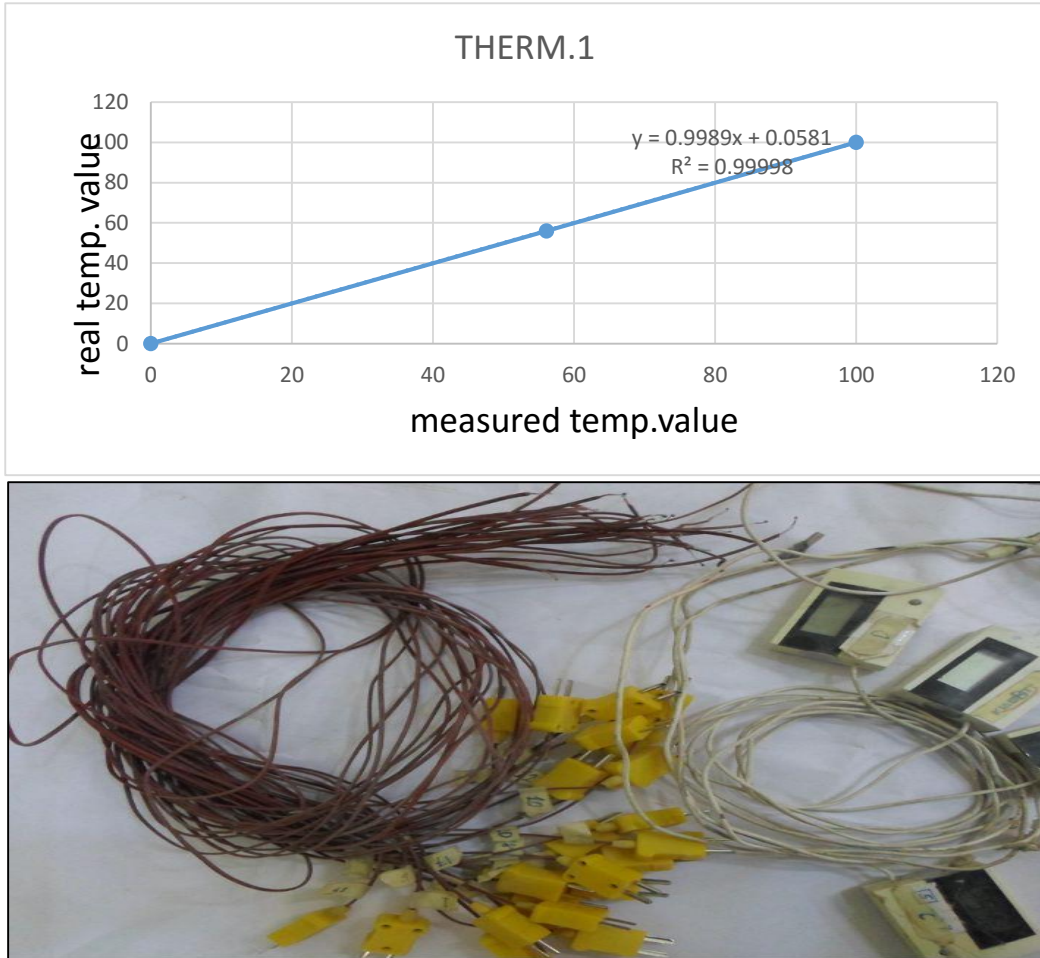 THERM.1
120
100
80
60
40
20
0
real temp. value
y = 0.9989x + 0.0581
R² = 0.99998
0 20 40 60 80 100 120
measured temp.value
D